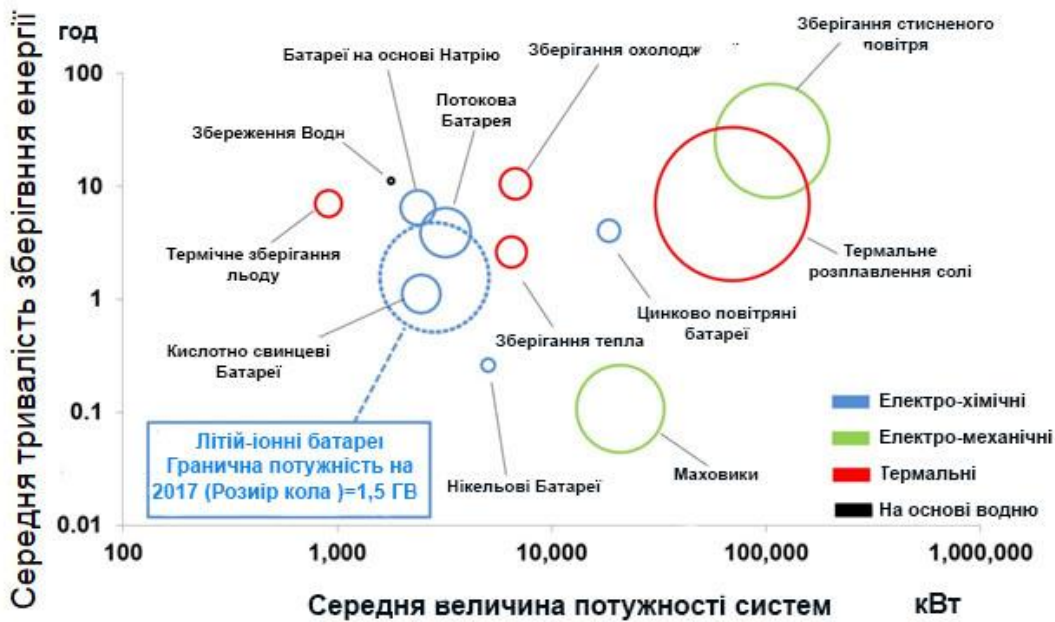 Середня тривалість зберігвння енергії
год
100
10
1
0.1
0.01
Батареї на основі Натрію
Потокова
Батарея
Збереження Водн
Зберігання охолодж
Зберігання стисненого
повітря
Термічне зберігання
льоду
Термальне
розплавлення солі
Цинково повітряні
батареї
Зберігання тепла
Кислотно свинцеві
Батареї
Літій-іонні батареї
Гранична потужність на
2017 (Розмір кола )=1,5 ГВ
Нікельові Батареї
Маховики
Електро-хімічні
Електро-механічні
Термальні
На основі водню
100
1,000
10,000
100,000
1,000,000
Середня величина потужності систем
кВт